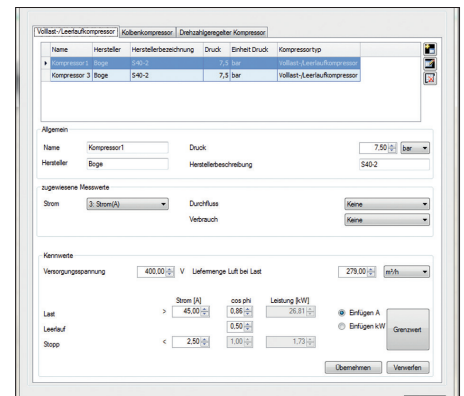 Volllast-/Leerlaufkompressor Kolbenkompressor Drehzahlgeregelter Kompressor
Name Hersteller Herstellerbezeichnung Druck Einheit Druck Kompressortyp
Kompressor1 Boge S40-2 7,5 bar Volllast-/Leerlaufkompressor
Kompressor 3 Boge S40-2 7,5 bar Volllast-/Leerlaufkompressor
Allgemein
Name Kompressor1 Druck 7,50 bar
Hersteller Boge Herstellerbeschreibung S40-2
zugewiesene Messwerte
Strom 3: Strom(A) Durchfluss Keine
Verbrauch Keine
Kennwerte
Versorgungsspannung 400,00 V Liefermenge Luft bei Last 279,00 m³/h
Strom [A] cos phi Leistung [kW]
Last > 45,00 0,86 26,81 Einfügen A
Leerlauf 0,50 Einfügen kW Grenzwert
Stopp < 2,50 1,00 1,73
Übernehmen Verwerfen